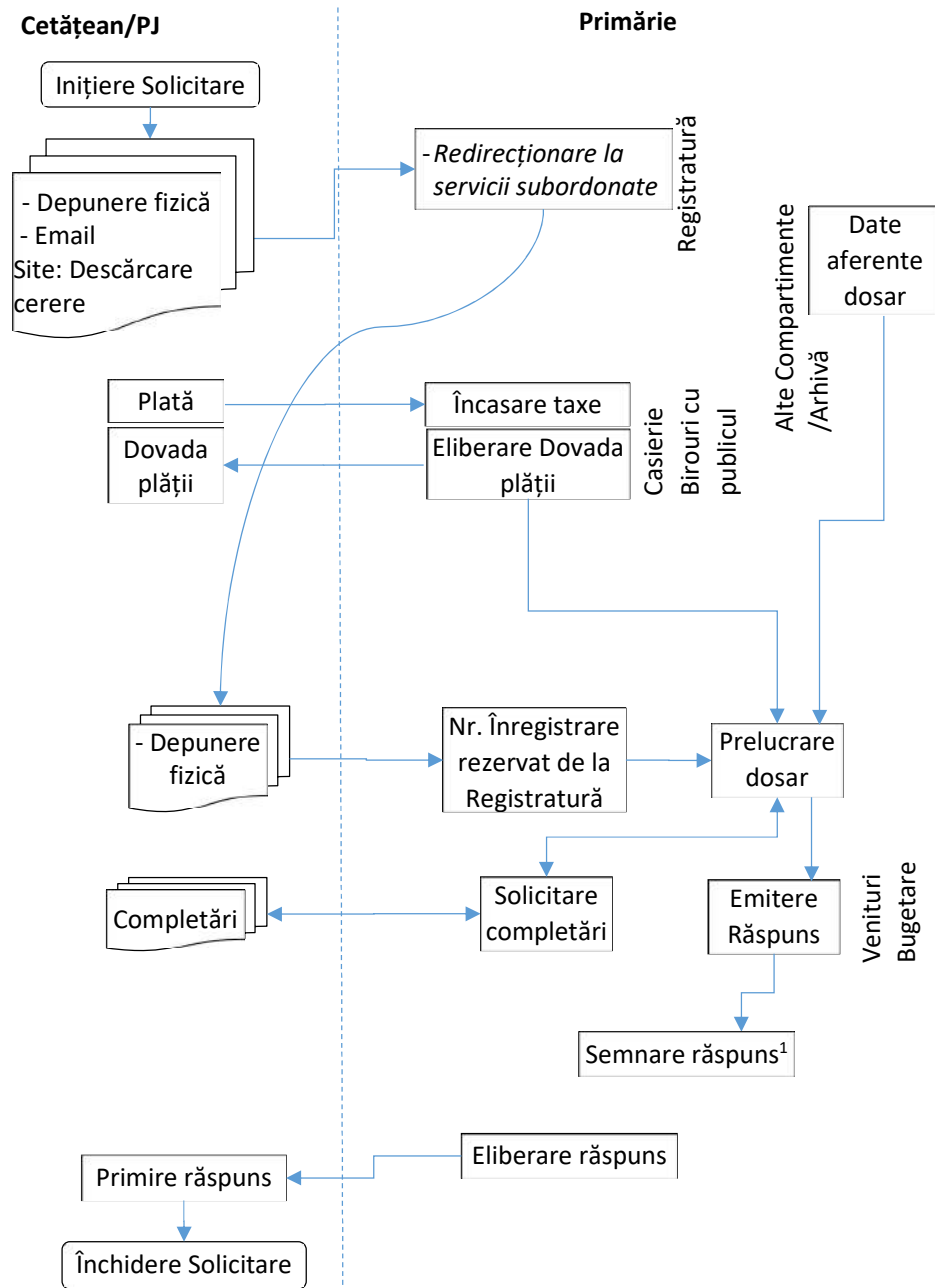 Cetățean/PJ
Primărie
Inițiere Solicitare
- Depunere fizică
- Email
Site: Descărcare
cerere
- Redirecționare la
servicii subordonate
Registratură
Date
aferente
dosar
Alte Compartimente
/Arhivă
Plată
Încasare taxe
Dovada
plății
Eliberare Dovada
plății
Casierie
Birouri cu
publicul
- Depunere
fizică
Nr. Înregistrare
rezervat de la
Registratură
Prelucrare
dosar
Completări
Solicitare
completări
Emitere
Răspuns
Venituri
Bugetare
Semnare răspuns¹
Eliberare răspuns
Primire răspuns
Închidere Solicitare